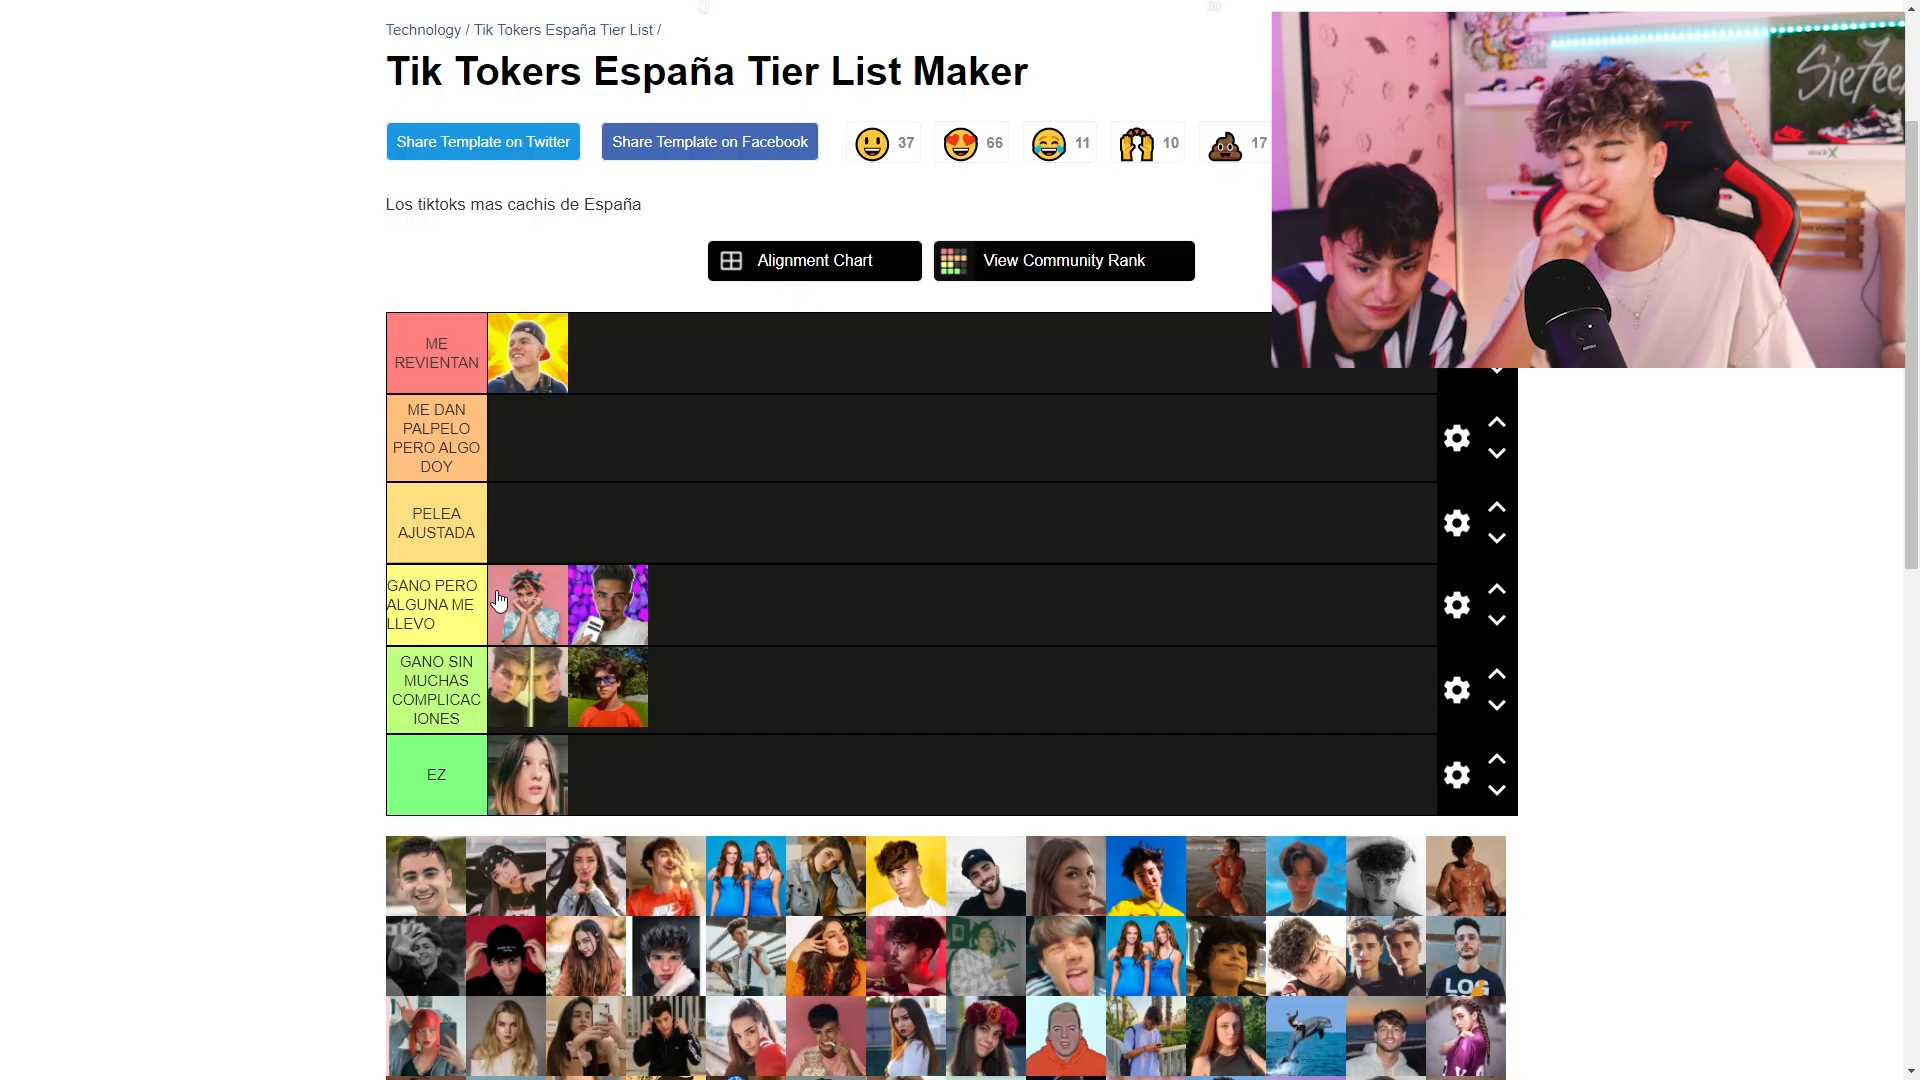 Technology / Tik Tokers España Tier List /
Tik Tokers España Tier List Maker
Share Template on Twitter
Share Template on Facebook
37
66
11
10
17
Los tiktoks mas cachis de España
Alignment Chart
View Community Rank
ME
REVIENTAN
ME DAN
PALPELO
PERO ALGO
DOY
PELEA
AJUSTADA
GANO PERO
ALGUNA ME
LLEVO
GANO SIN
MUCHAS
COMPLICAC
IONES
EZ
stockX
NIKE
LOG